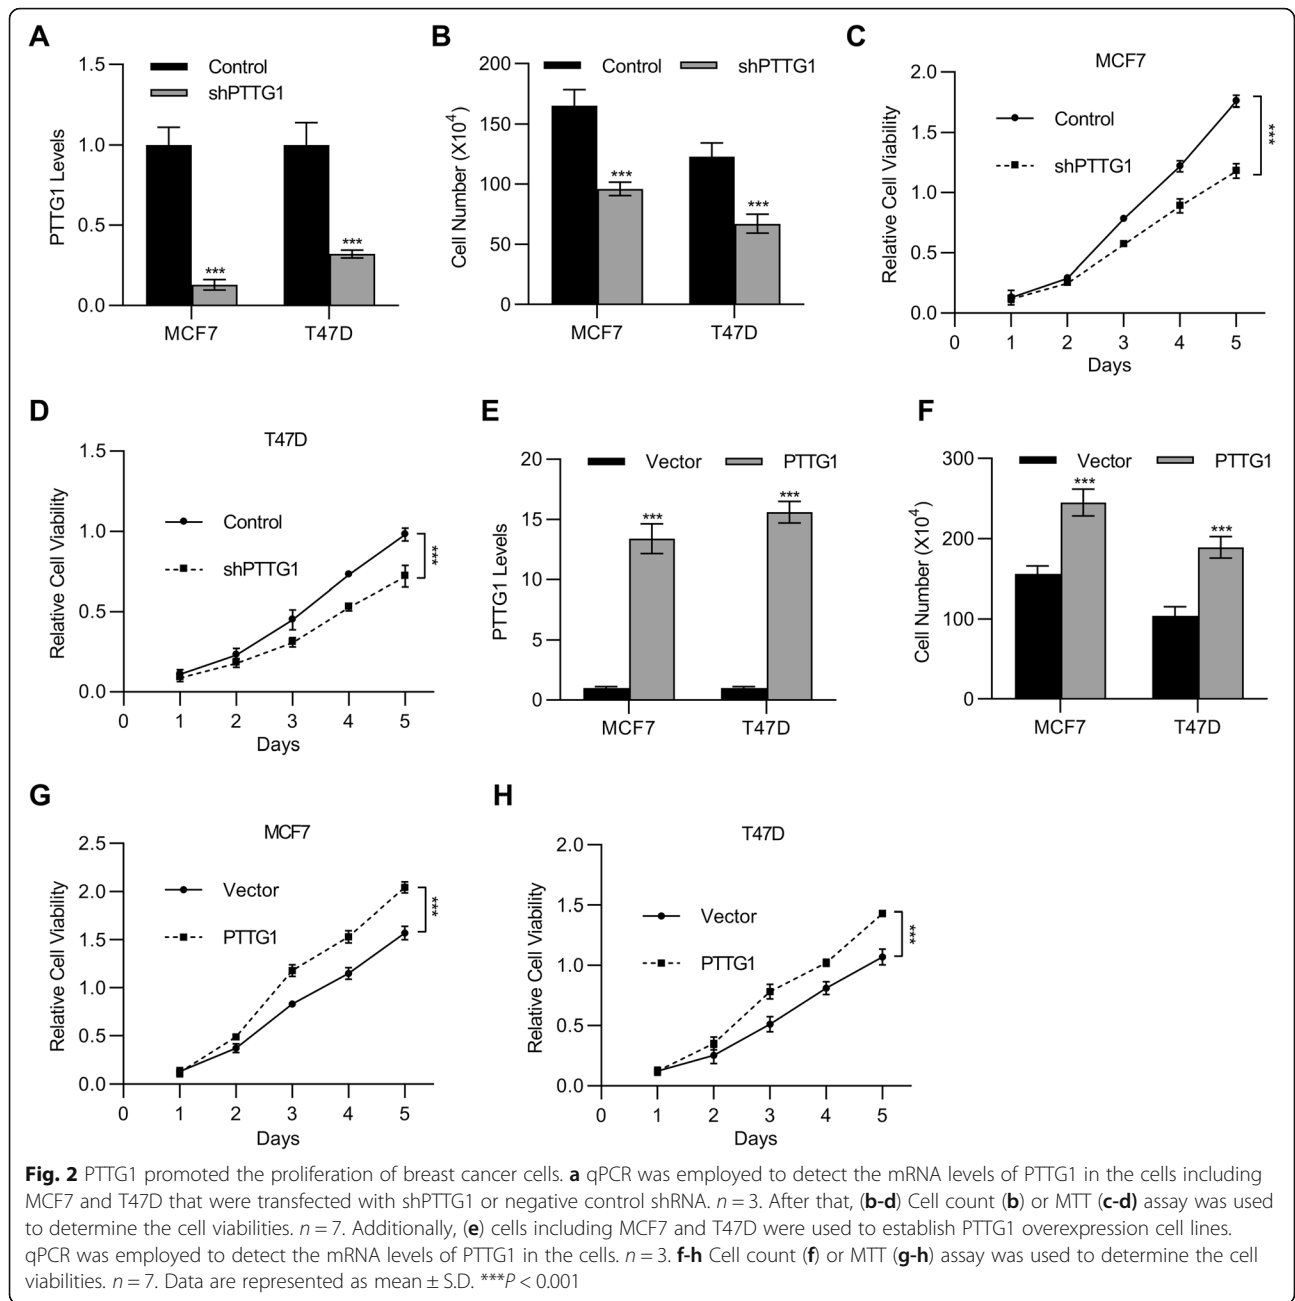 A
1.5
1.0
0.5
0.0
PTTG1 Levels
Control
shPTTG1
***
***
MCF7
T47D
B
200
150
100
50
0
Cell Number (X10⁴)
Control
shPTTG1
***
***
MCF7
T47D
C
MCF7
2.0
1.5
1.0
0.5
0.0
Relative Cell Viability
Control
shPTTG1
***
0 1 2 3 4 5
Days
D
T47D
1.5
1.0
0.5
0.0
Relative Cell Viability
Control
shPTTG1
***
0 1 2 3 4 5
Days
E
20
15
10
5
0
PTTG1 Levels
Vector
PTTG1
***
***
MCF7
T47D
F
300
200
100
0
Cell Number (X10⁴)
Vector
PTTG1
***
***
MCF7
T47D
G
MCF7
2.5
2.0
1.5
1.0
0.5
0.0
Relative Cell Viability
Vector
PTTG1
***
0 1 2 3 4 5
Days
H
T47D
2.0
1.5
1.0
0.5
0.0
Relative Cell Viability
Vector
PTTG1
***
0 1 2 3 4 5
Days
Fig. 2 PTTG1 promoted the proliferation of breast cancer cells. a qPCR was employed to detect the mRNA levels of PTTG1 in the cells including
MCF7 and T47D that were transfected with shPTTG1 or negative control shRNA. n = 3. After that, (b-d) Cell count (b) or MTT (c-d) assay was used
to determine the cell viabilities. n = 7. Additionally, (e) cells including MCF7 and T47D were used to establish PTTG1 overexpression cell lines.
qPCR was employed to detect the mRNA levels of PTTG1 in the cells. n = 3. f-h Cell count (f) or MTT (g-h) assay was used to determine the cell
viabilities. n = 7. Data are represented as mean ± S.D. ***P < 0.001